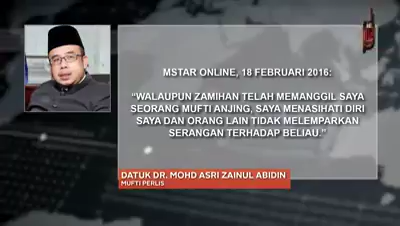 MSTAR ONLINE, 18 FEBRUARI 2016:
“WALAUPUN ZAMIHAN TELAH MEMANGGIL SAYA
SEORANG MUFTI ANJING, SAYA MENASIHATI DIRI
SAYA DAN ORANG LAIN TIDAK MELEMPARKAN
SERANGAN TERHADAP BELIAU.”
DATUK DR. MOHD ASRI ZAINUL ABIDIN
MUFTI PERLIS